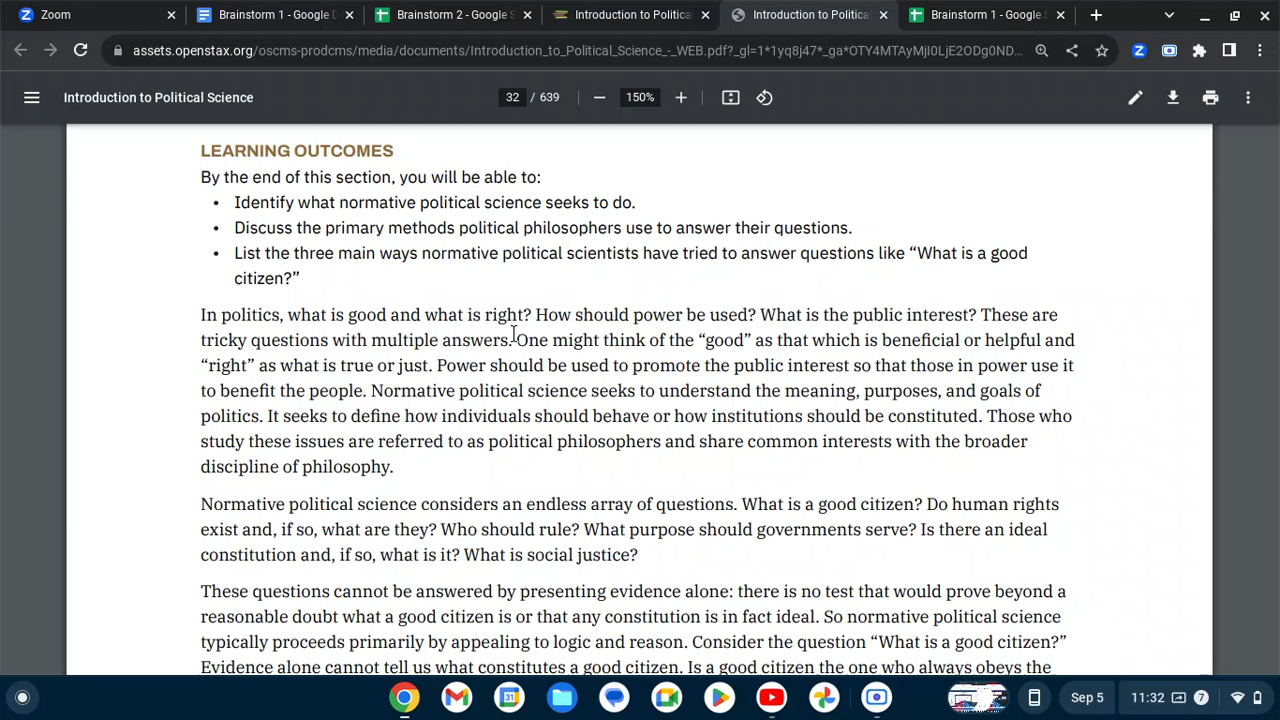 Zoom
Brainstorm 1 - Google D
Brainstorm 2 - Google S
Introduction to Political
Introduction to Political
Brainstorm 1 - Google S
assets.openstax.org/oscms-prodcms/media/documents/Introduction_to_Political_Science_-_WEB.pdf?_gl=1*1yq8j47*_ga*OTY4MTAyMjI0LjE2ODg0ND...
Introduction to Political Science
32 / 639
150%
LEARNING OUTCOMES
By the end of this section, you will be able to:
• Identify what normative political science seeks to do.
• Discuss the primary methods political philosophers use to answer their questions.
• List the three main ways normative political scientists have tried to answer questions like “What is a good
citizen?”
In politics, what is good and what is right? How should power be used? What is the public interest? These are
tricky questions with multiple answers. One might think of the “good” as that which is beneficial or helpful and
“right” as what is true or just. Power should be used to promote the public interest so that those in power use it
to benefit the people. Normative political science seeks to understand the meaning, purposes, and goals of
politics. It seeks to define how individuals should behave or how institutions should be constituted. Those who
study these issues are referred to as political philosophers and share common interests with the broader
discipline of philosophy.
Normative political science considers an endless array of questions. What is a good citizen? Do human rights
exist and, if so, what are they? Who should rule? What purpose should governments serve? Is there an ideal
constitution and, if so, what is it? What is social justice?
These questions cannot be answered by presenting evidence alone: there is no test that would prove beyond a
reasonable doubt what a good citizen is or that any constitution is in fact ideal. So normative political science
typically proceeds primarily by appealing to logic and reason. Consider the question “What is a good citizen?”
Evidence alone cannot tell us what constitutes a good citizen. Is a good citizen the one who always obeys the
31
Sep 5
11:32
7